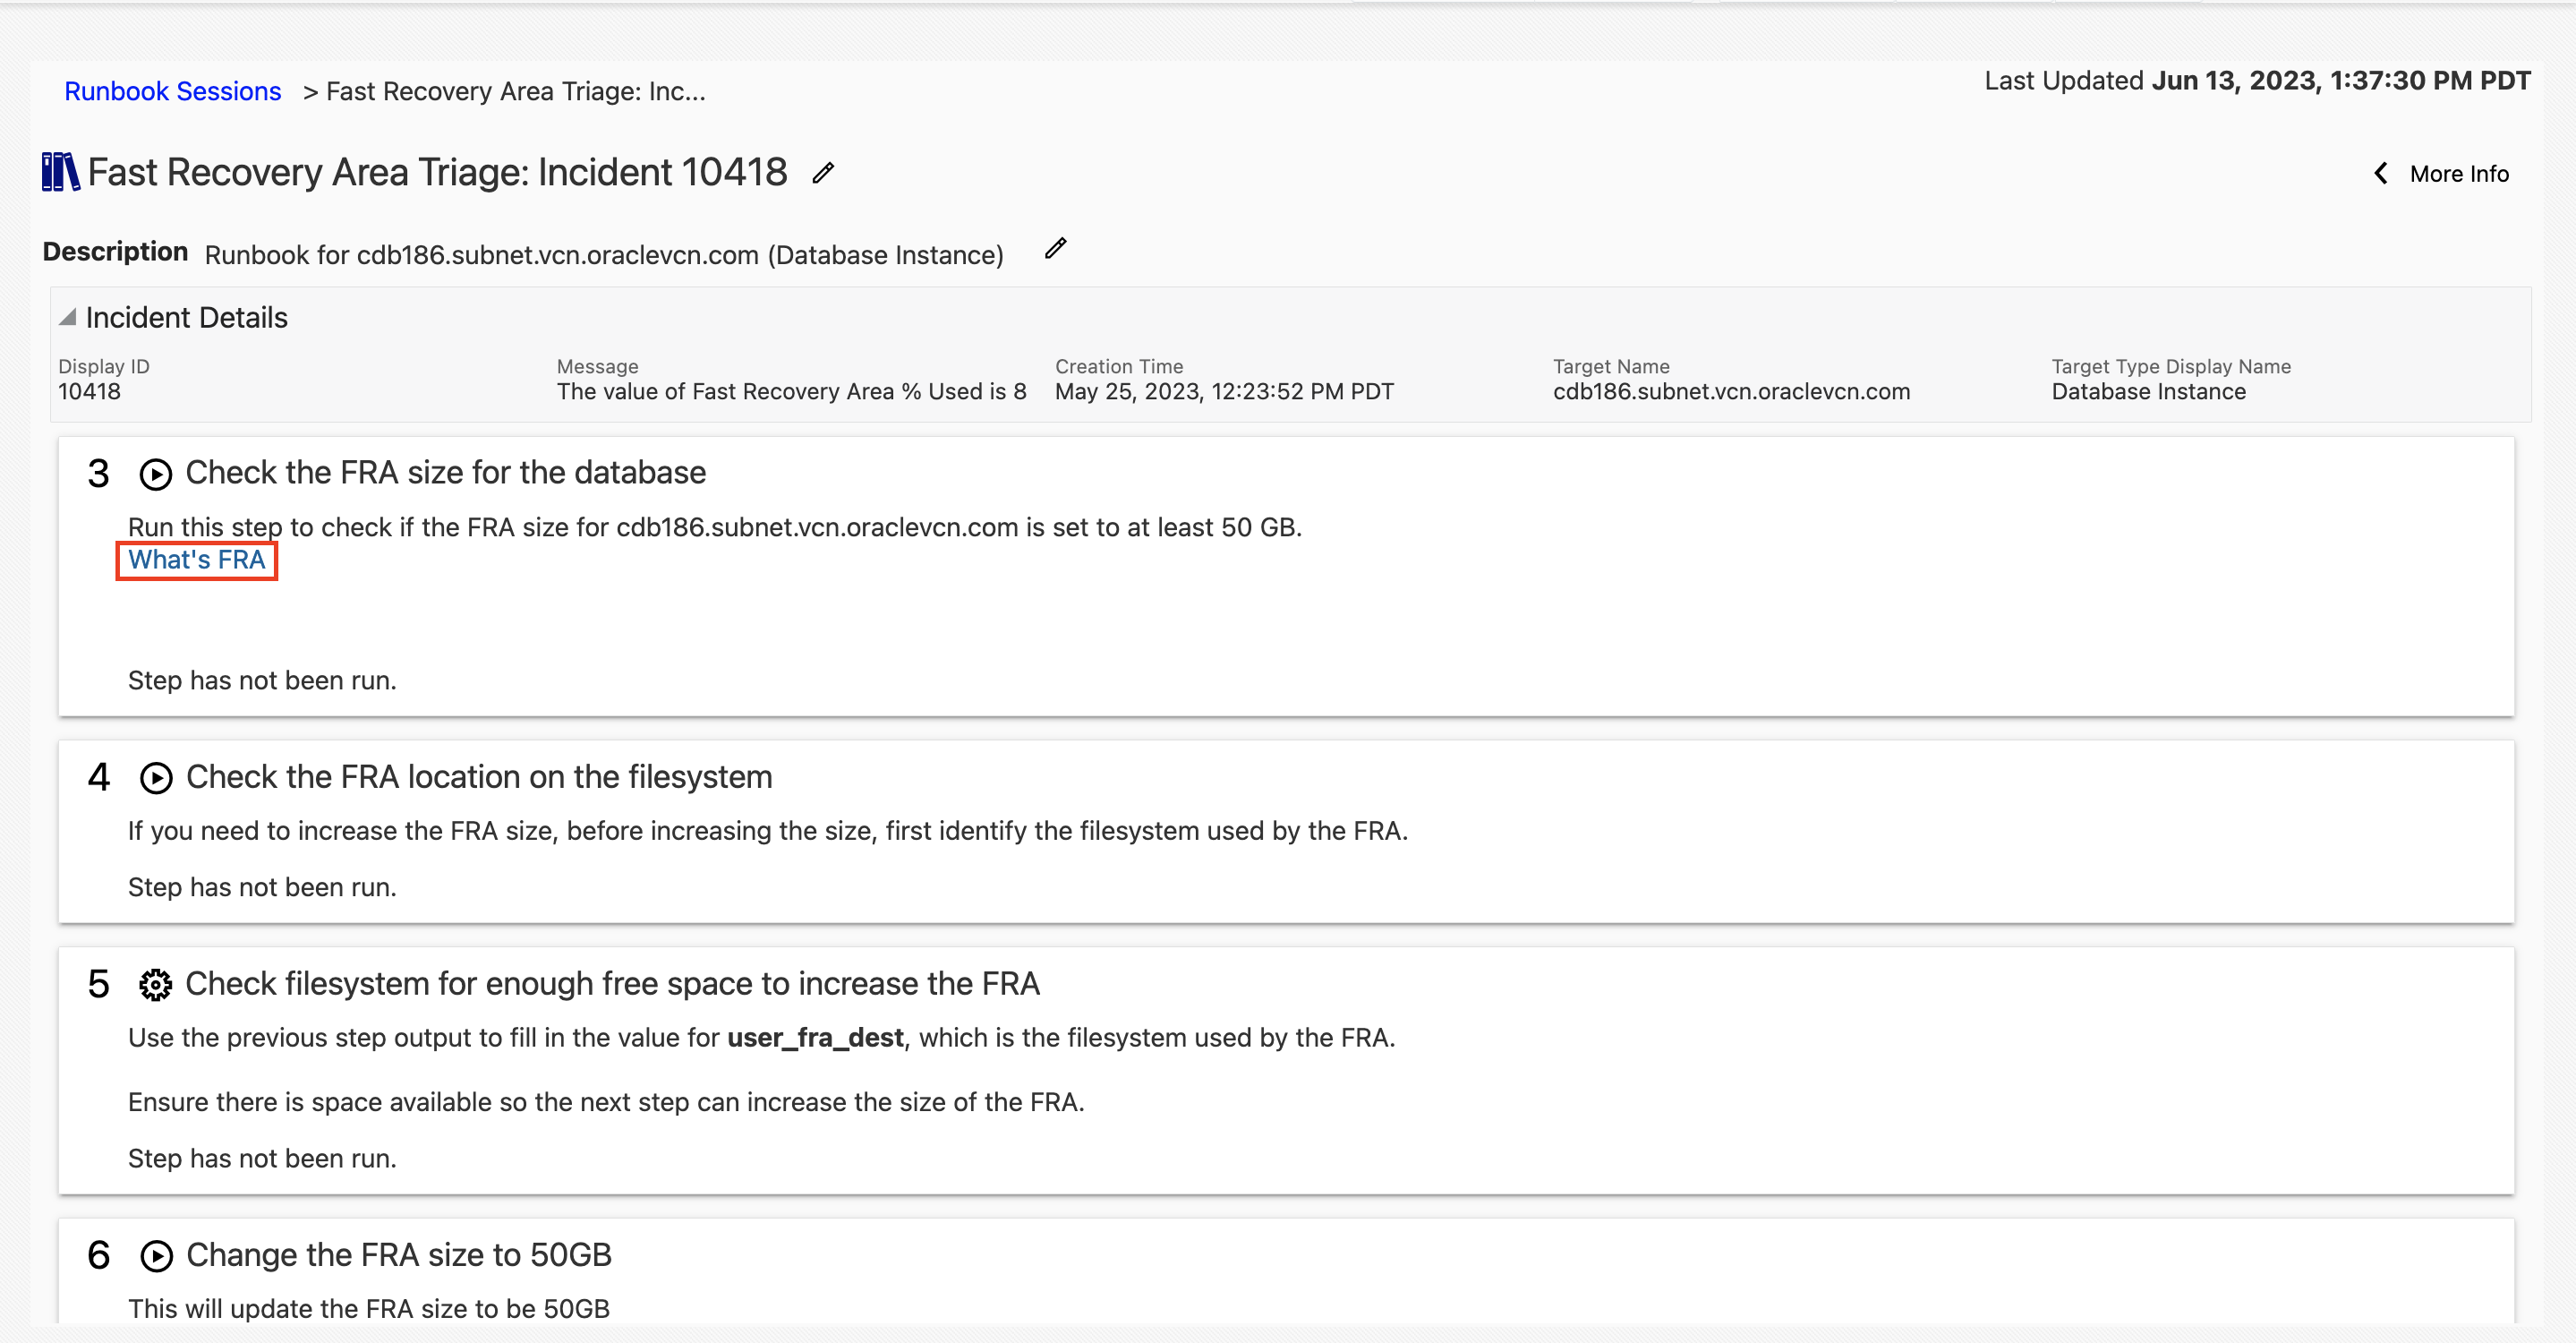 Runbook Sessions > Fast Recovery Area Triage: Inc...
Last Updated Jun 13, 2023, 1:37:30 PM PDT
Fast Recovery Area Triage: Incident 10418
More Info
Description Runbook for cdb186.subnet.vcn.oraclevcn.com (Database Instance)
Incident Details
Display ID
10418
Message
The value of Fast Recovery Area % Used is 8
Creation Time
May 25, 2023, 12:23:52 PM PDT
Target Name
cdb186.subnet.vcn.oraclevcn.com
Target Type Display Name
Database Instance
3 Check the FRA size for the database
Run this step to check if the FRA size for cdb186.subnet.vcn.oraclevcn.com is set to at least 50 GB.
What's FRA
Step has not been run.
4 Check the FRA location on the filesystem
If you need to increase the FRA size, before increasing the size, first identify the filesystem used by the FRA.
Step has not been run.
5 Check filesystem for enough free space to increase the FRA
Use the previous step output to fill in the value for user_fra_dest, which is the filesystem used by the FRA.
Ensure there is space available so the next step can increase the size of the FRA.
Step has not been run.
6 Change the FRA size to 50GB
This will update the FRA size to be 50GB